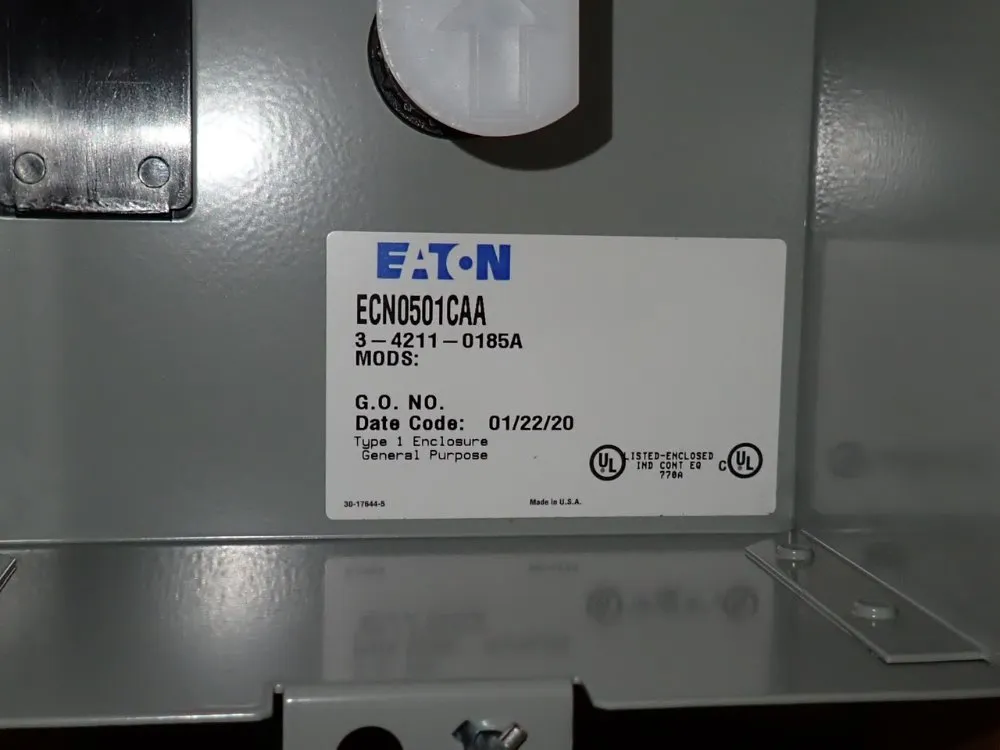 EATON
ECN0501CAA
3-4211-0185A
MODS:
G.O. NO.
Date Code: 01/22/20
Type 1 Enclosure
General Purpose
UL LISTED-ENCLOSED C UL
IND CONT EQ
770A
30-17644-5 Made in U.S.A.